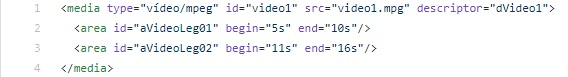 1 <media type="vídeo/mpeg" id="video1" src="video1.mpg" descriptor="dVideo1">
2 <area id="aVideoLeg01" begin="5s" end="10s"/>
3 <area id="aVideoLeg02" begin="11s" end="16s"/>
4 </media>